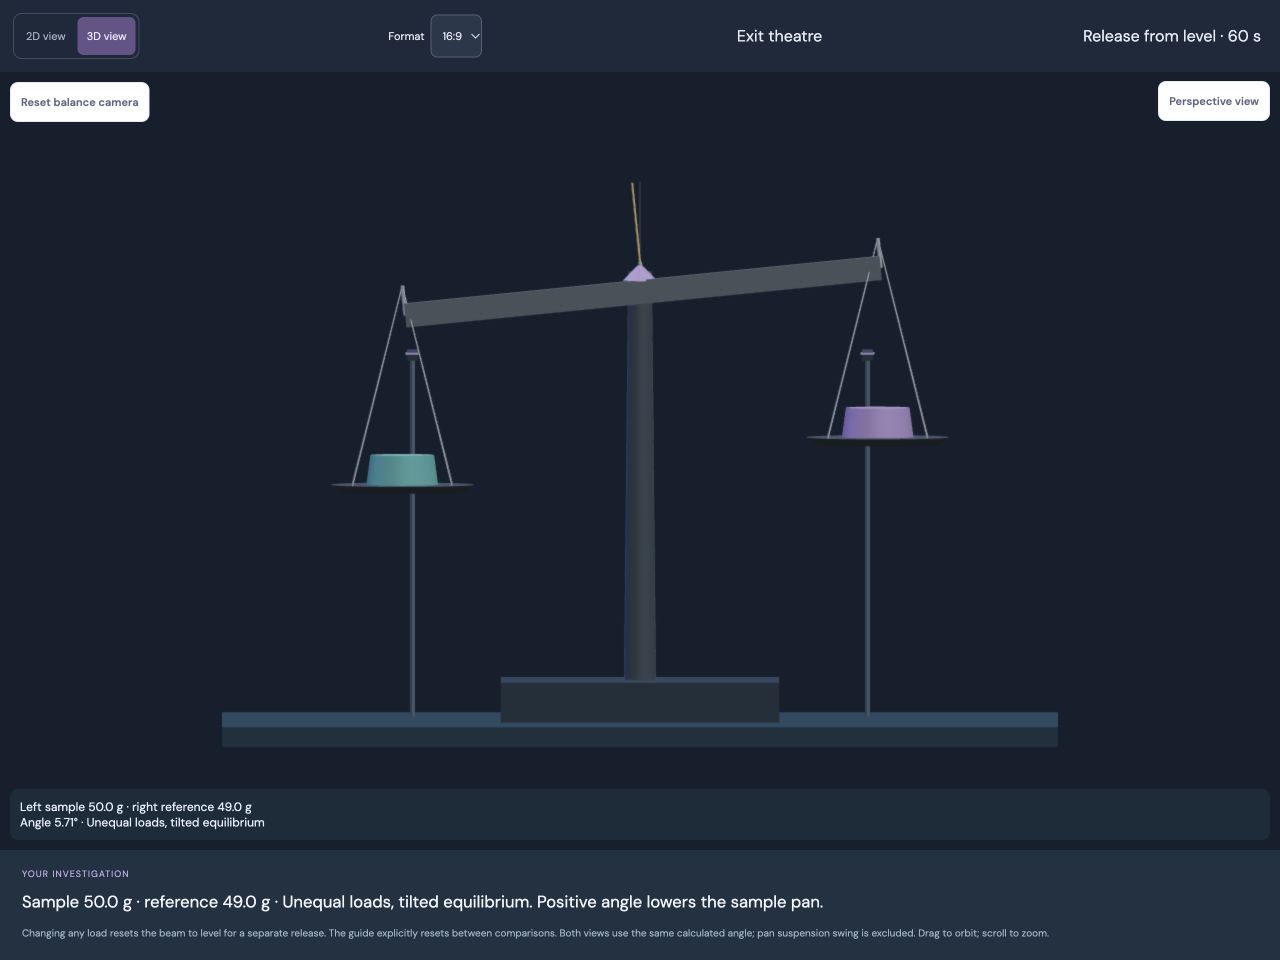 2D view
3D view
Format
16:9
Exit theatre
Release from level · 60 s
Reset balance camera
Perspective view
Left sample 50.0 g · right reference 49.0 g
Angle 5.71° · Unequal loads, tilted equilibrium
YOUR INVESTIGATION
Sample 50.0 g · reference 49.0 g · Unequal loads, tilted equilibrium. Positive angle lowers the sample pan.
Changing any load resets the beam to level for a separate release. The guide explicitly resets between comparisons. Both views use the same calculated angle; pan suspension swing is excluded. Drag to orbit; scroll to zoom.